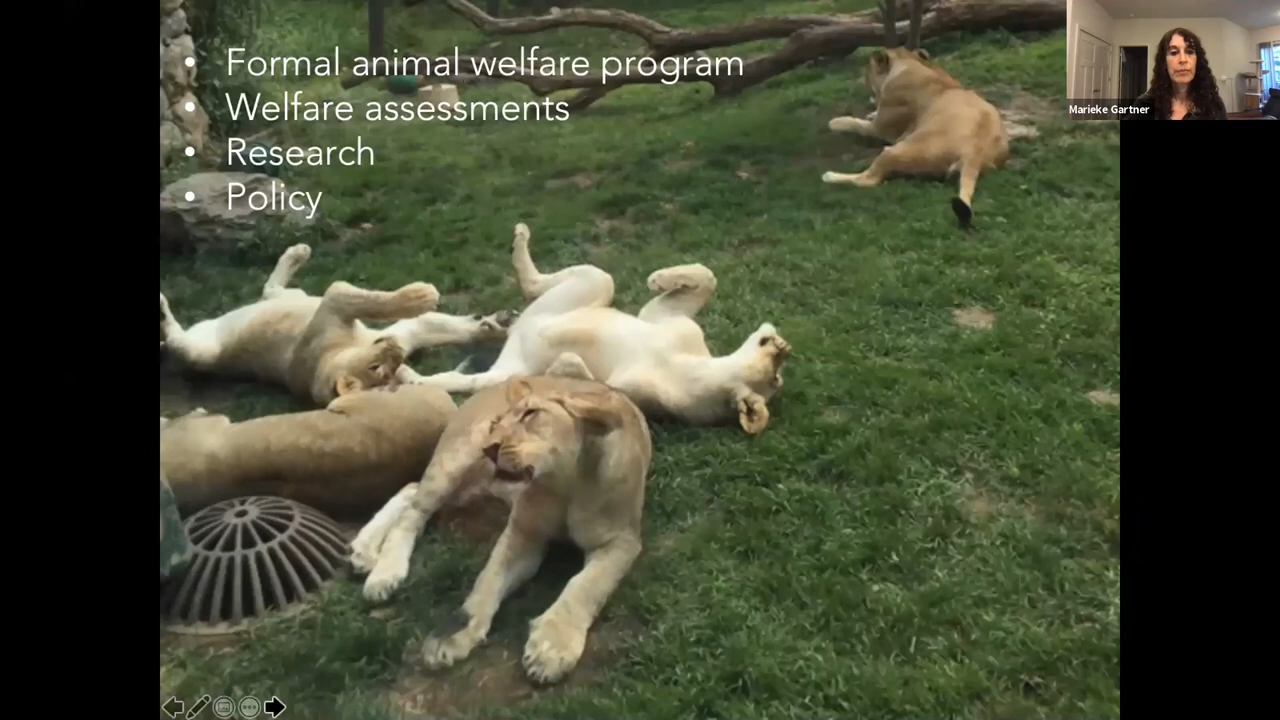 • Formal animal welfare program
• Welfare assessments
• Research
• Policy
Marieke Gartner